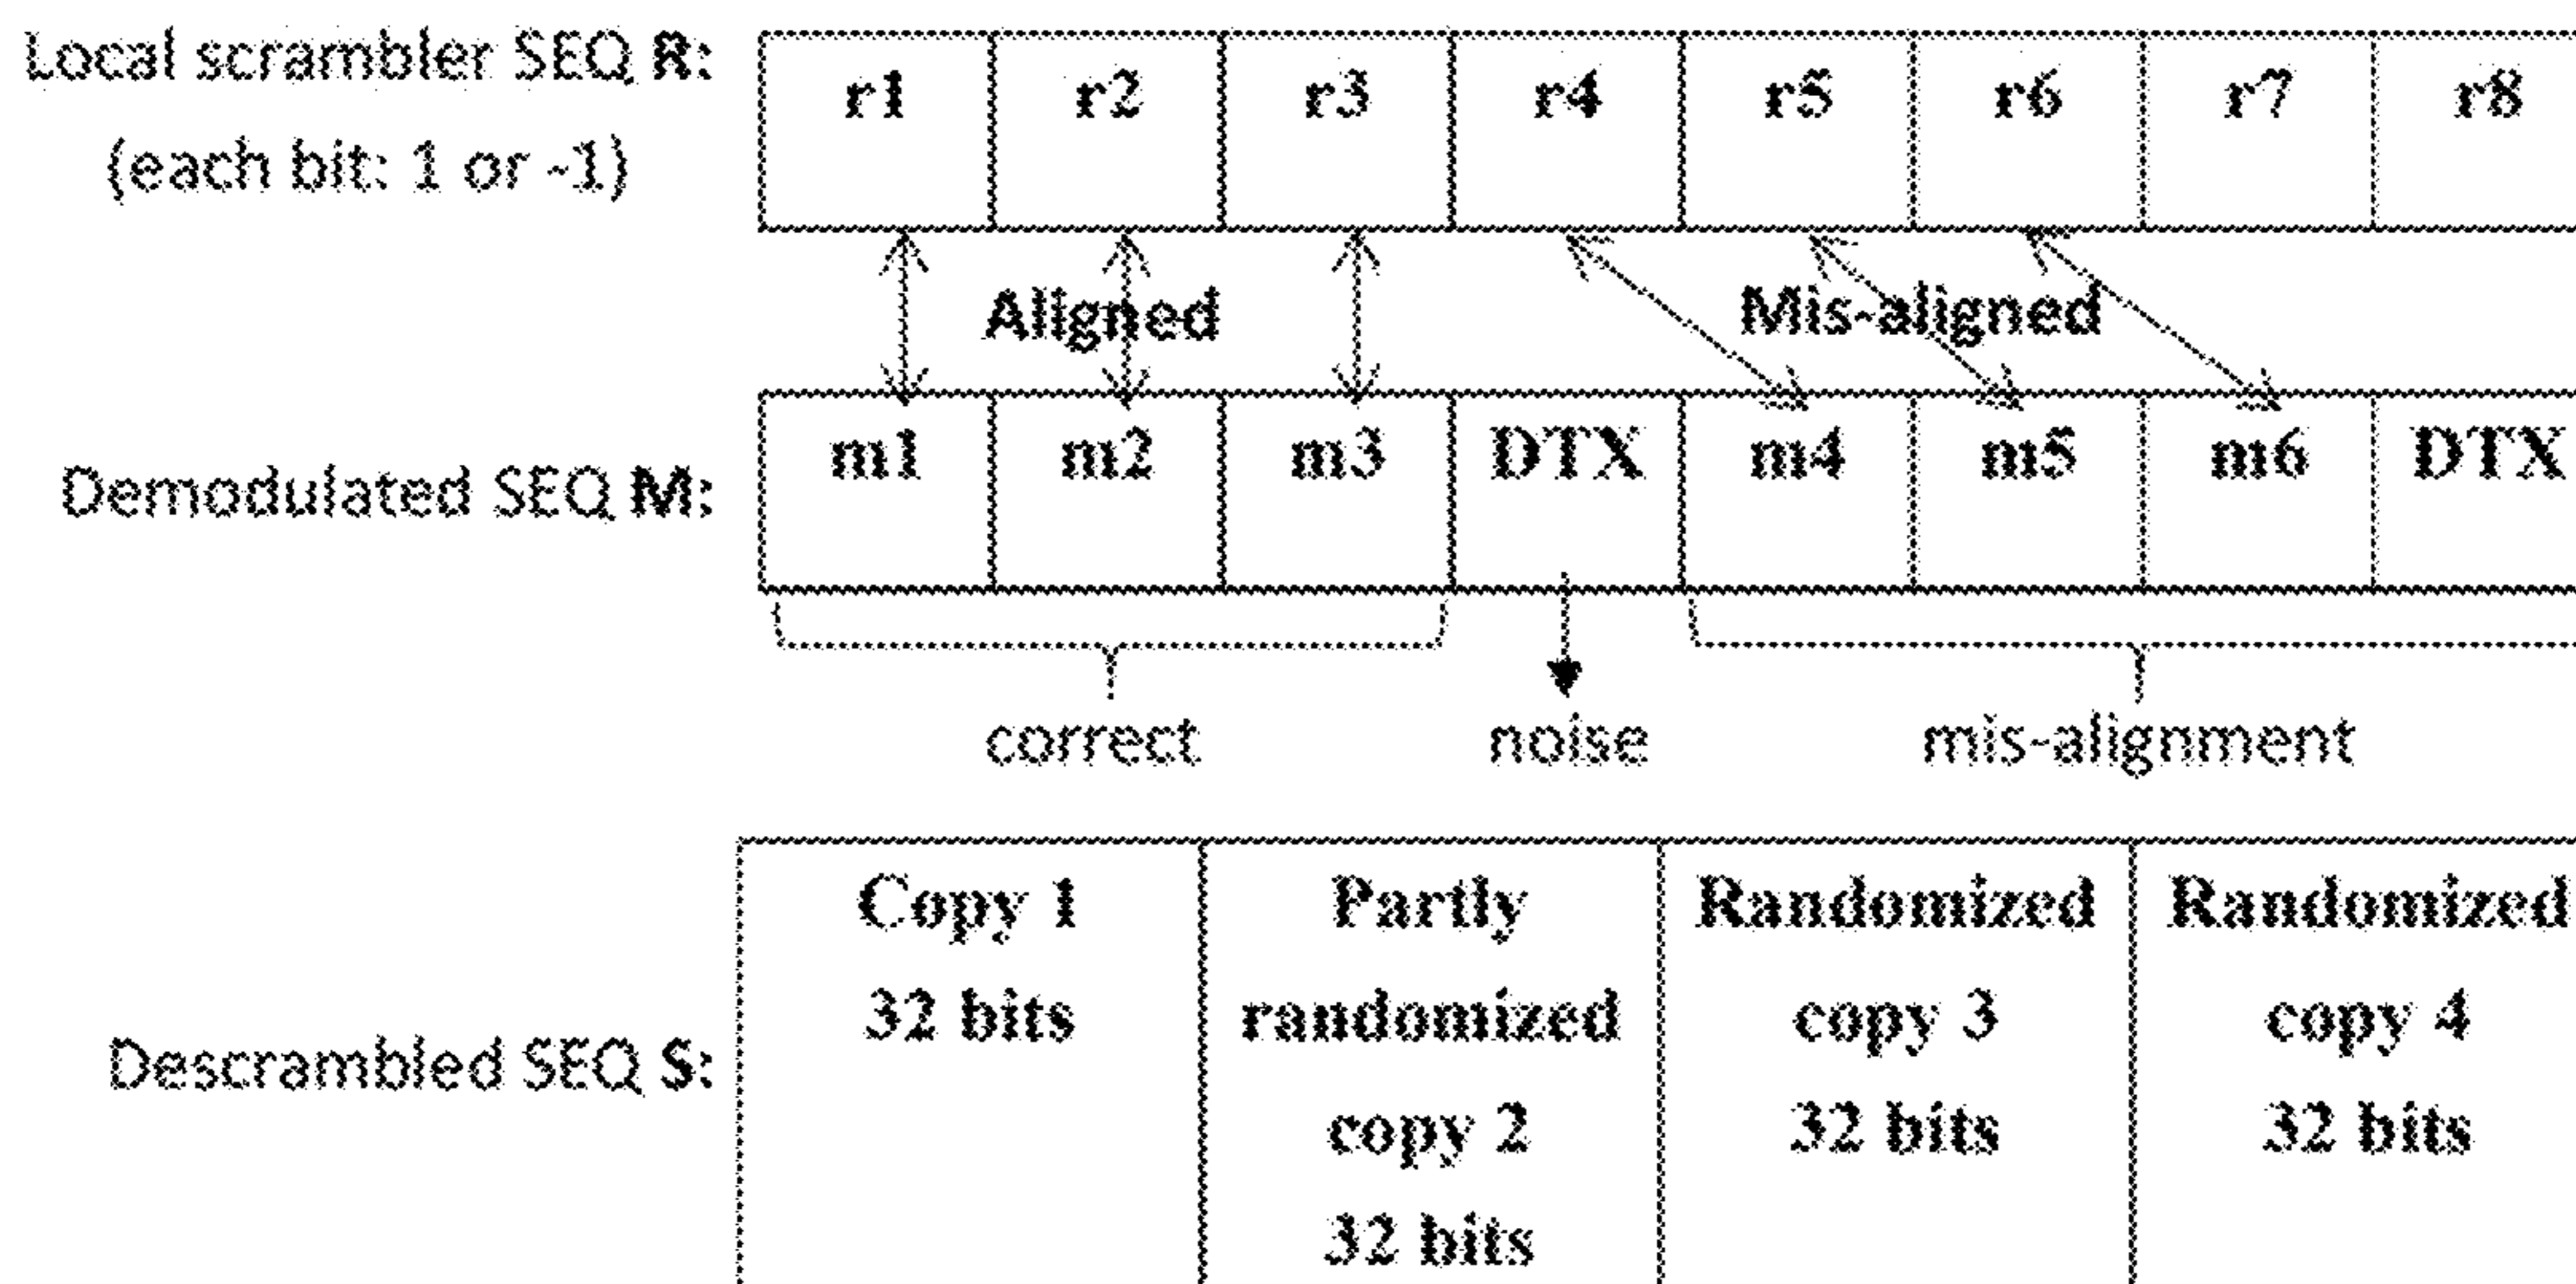 Local scrambler SEQ R:
(each bit: 1 or -1)
r1 r2 r3 r4 r5 r6 r7 r8
Aligned Mis-aligned
Demodulated SEQ M:
m1 m2 m3 DTX m4 m5 m6 DTX
correct noise mis-alignment
Descrambled SEQ S:
Copy 1
32 bits
Partly
randomized
copy 2
32 bits
Randomized
copy 3
32 bits
Randomized
copy 4
32 bits